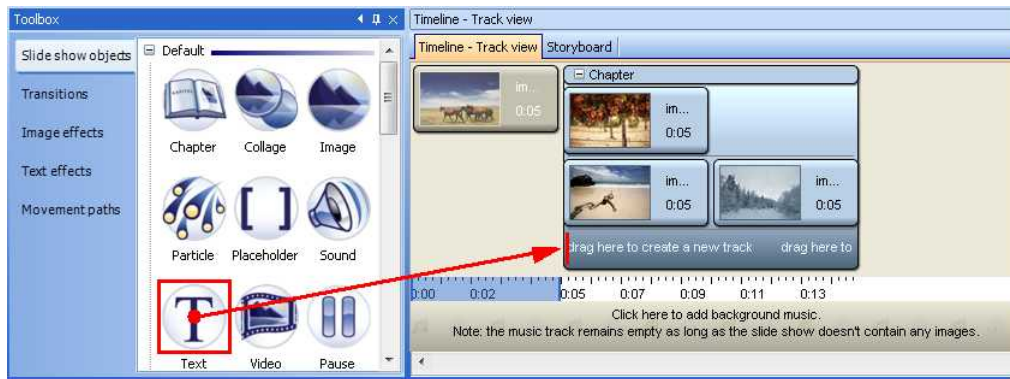 Toolbox
Slide show objects
Transitions
Image effects
Text effects
Movement paths
Default
Chapter Collage Image
Particle Placeholder Sound
Text Video Pause
Timeline - Track view
Timeline - Track view Storyboard
im...
0:05
Chapter
im...
0:05
im...
0:05
im...
0:05
drag here to create a new track drag here to
0:00 0:02 0:05 0:07 0:09 0:11 0:13
Click here to add background music.
Note: the music track remains empty as long as the slide show doesn't contain any images.